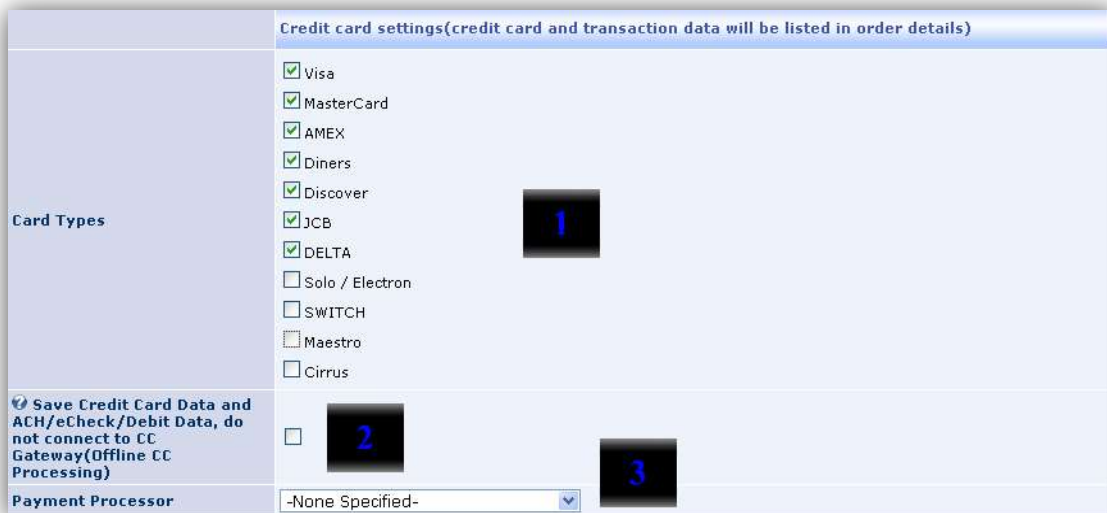 Credit card settings(credit card and transaction data will be listed in order details)
Card Types
Visa
MasterCard
AMEX
Diners
Discover
JCB
DELTA
Solo / Electron
SWITCH
Maestro
Cirrus
1
? Save Credit Card Data and
ACH/eCheck/Debit Data, do
not connect to CC
Gateway(Offline CC
Processing)
2
3
Payment Processor
-None Specified-